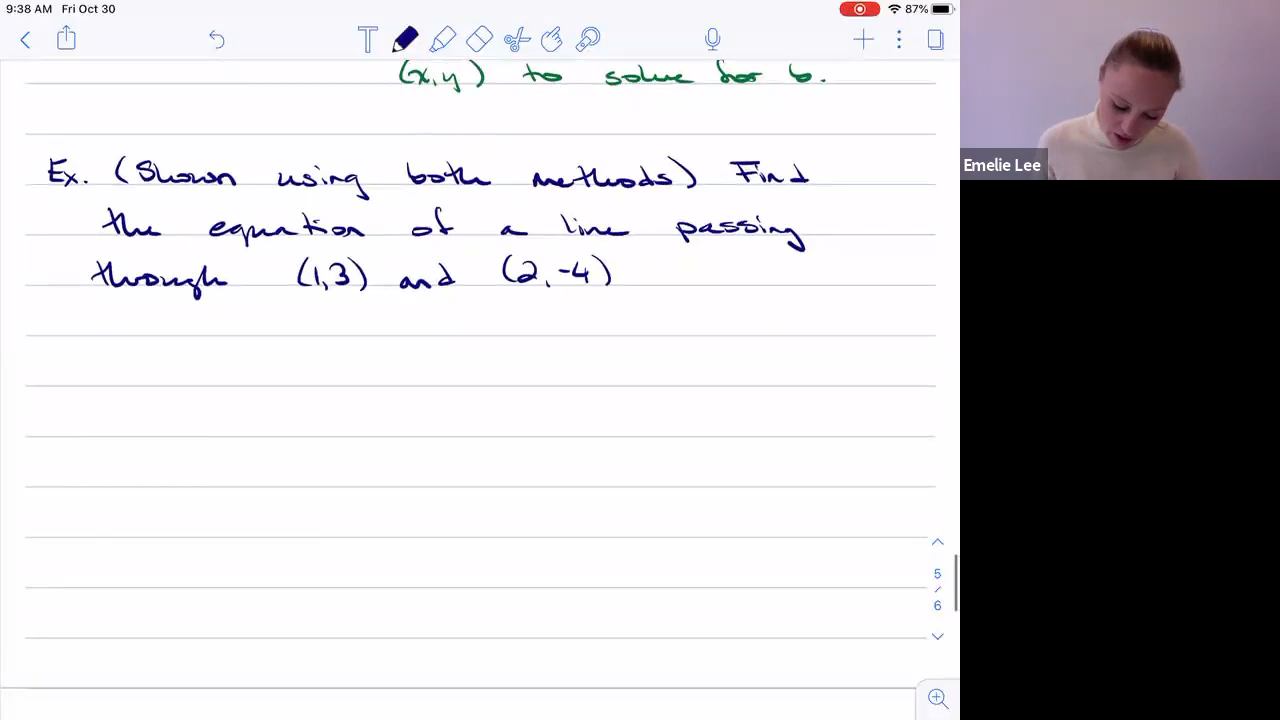 9:38 AM Fri Oct 30
87%
(x,y) to solve for b.
Ex. (Shown using both methods) Find
the equation of a line passing
through (1,3) and (2,-4)
Emelie Lee
5
/
6